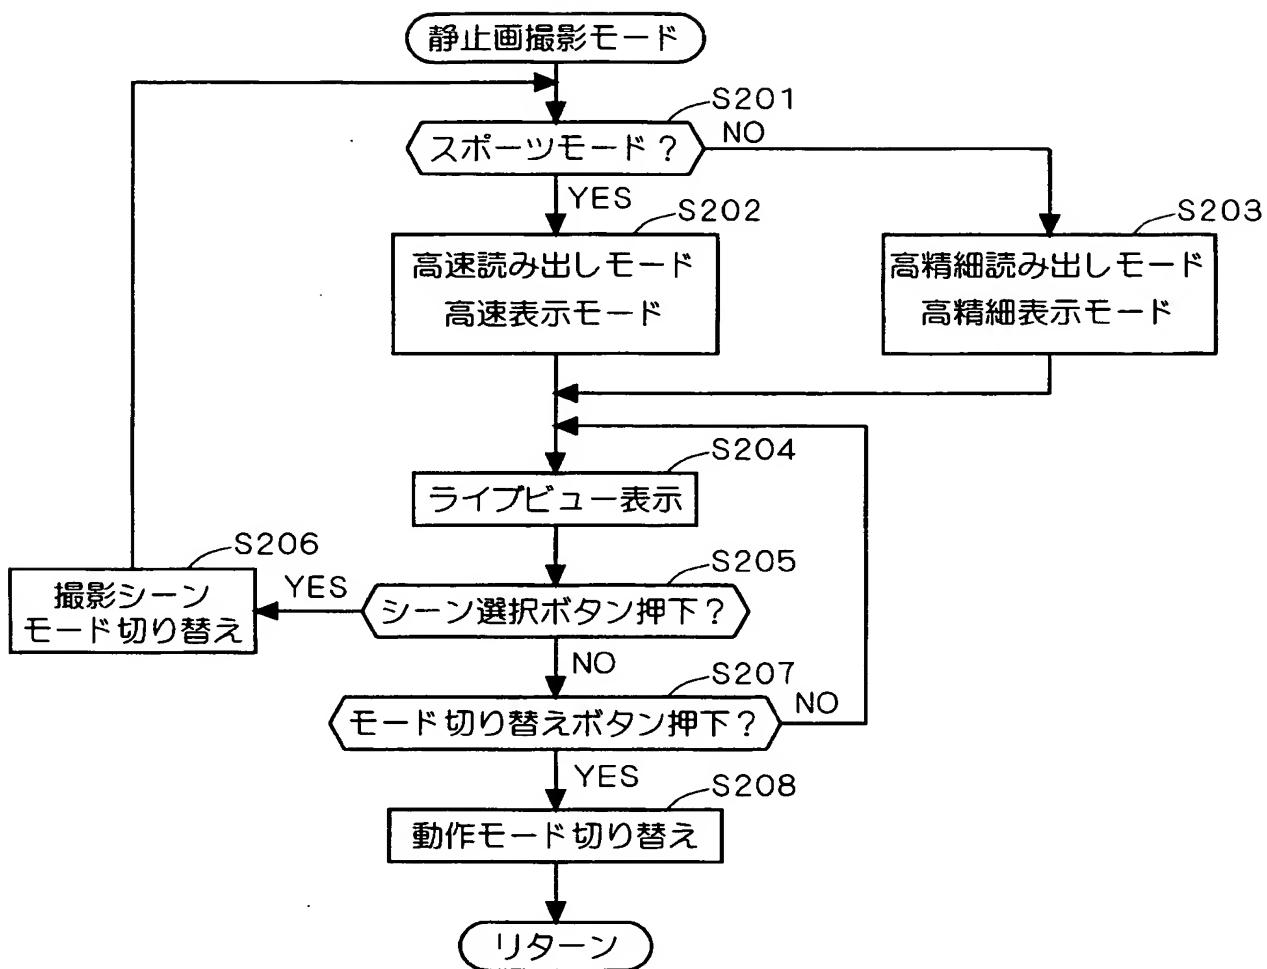 静止画撮影モード
S201
スポーツモード？
NO
YES
S202
S203
高速読み出しモード
高速表示モード
高精細読み出しモード
高精細表示モード
S204
ライブビュー表示
S206
S205
撮影シーン
モード切り替え
YES
シーン選択ボタン押下？
NO
S207
モード切り替えボタン押下？
NO
YES
S208
動作モード切り替え
リターン